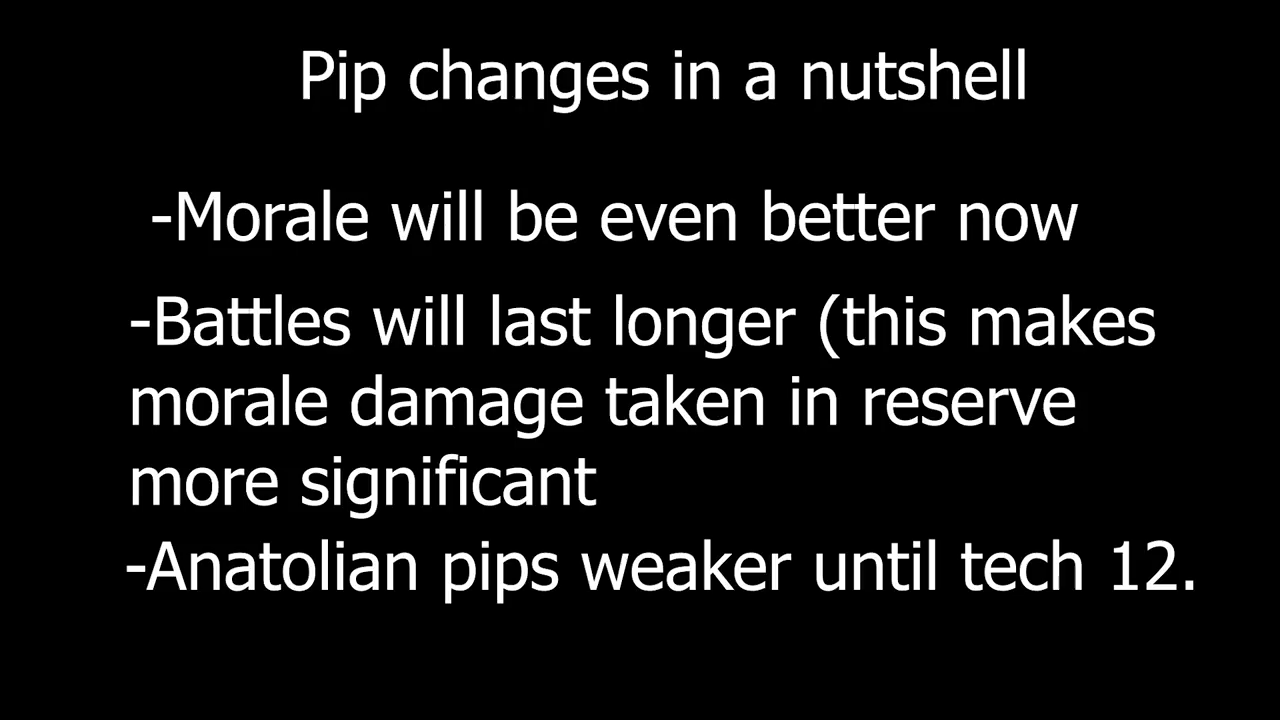 Pip changes in a nutshell
-Morale will be even better now
-Battles will last longer (this makes
morale damage taken in reserve
more significant
-Anatolian pips weaker until tech 12.